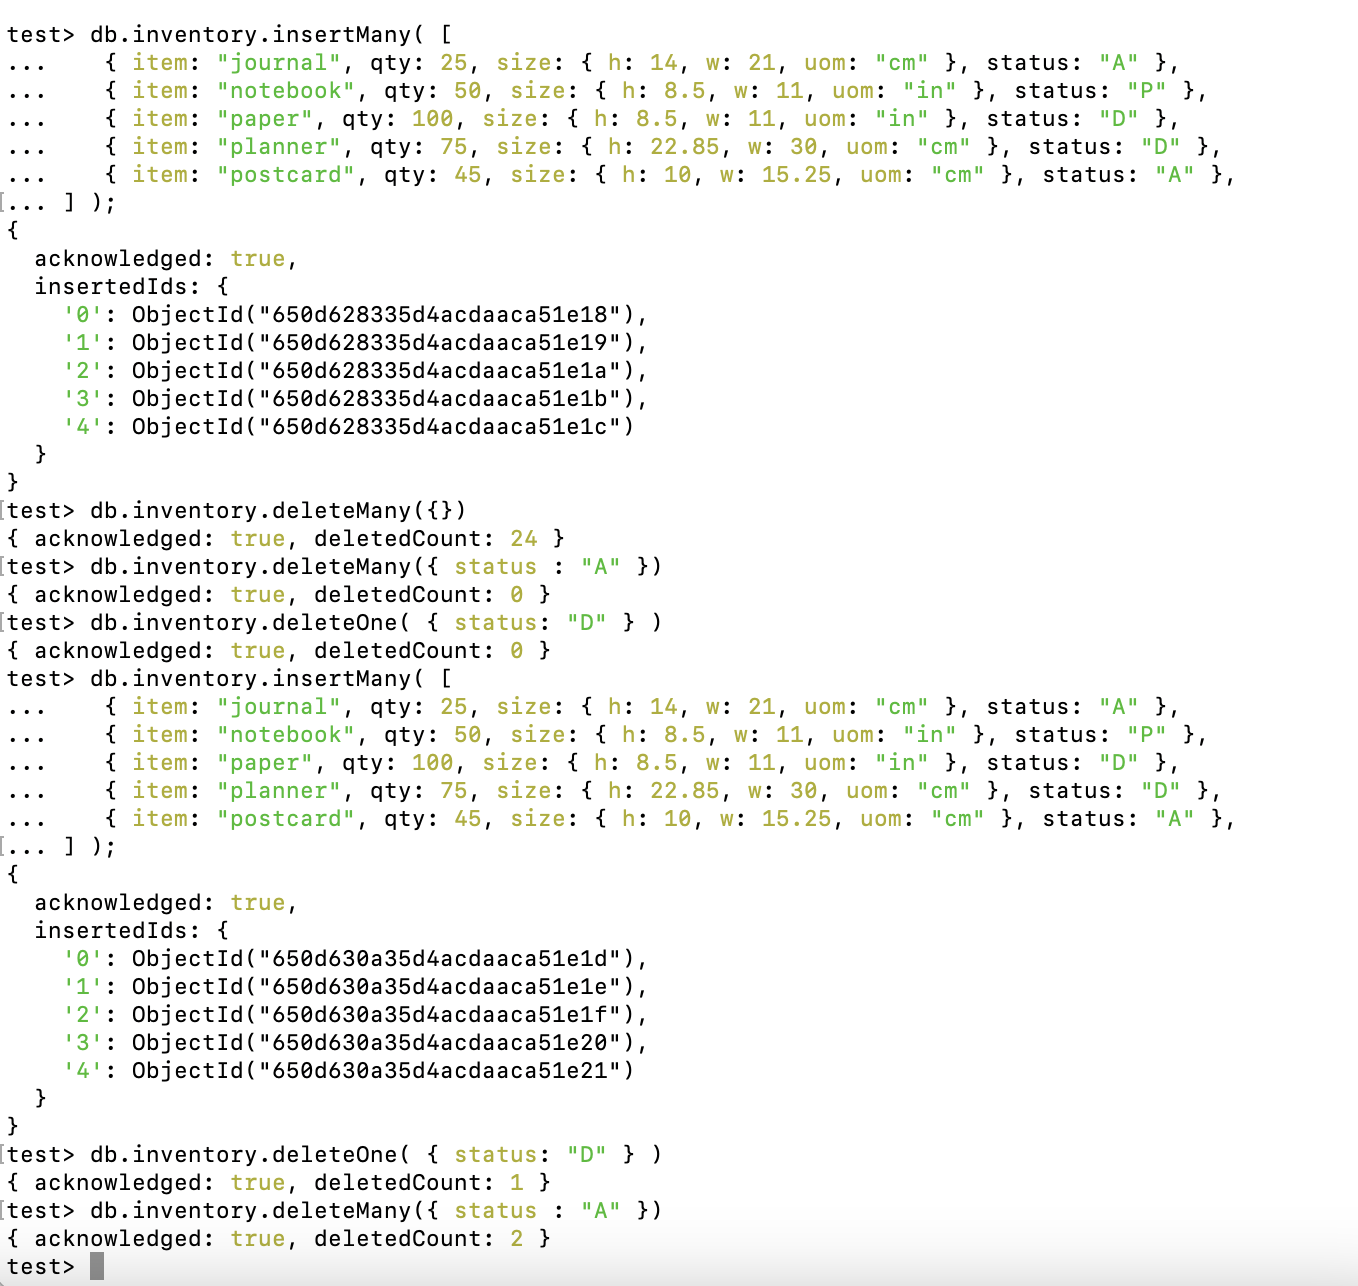 test> db.inventory.insertMany( [
...    { item: "journal", qty: 25, size: { h: 14, w: 21, uom: "cm" }, status: "A" },
...    { item: "notebook", qty: 50, size: { h: 8.5, w: 11, uom: "in" }, status: "P" },
...    { item: "paper", qty: 100, size: { h: 8.5, w: 11, uom: "in" }, status: "D" },
...    { item: "planner", qty: 75, size: { h: 22.85, w: 30, uom: "cm" }, status: "D" },
...    { item: "postcard", qty: 45, size: { h: 10, w: 15.25, uom: "cm" }, status: "A" },
[... ] );
{
  acknowledged: true,
  insertedIds: {
    '0': ObjectId("650d628335d4acdaaca51e18"),
    '1': ObjectId("650d628335d4acdaaca51e19"),
    '2': ObjectId("650d628335d4acdaaca51e1a"),
    '3': ObjectId("650d628335d4acdaaca51e1b"),
    '4': ObjectId("650d628335d4acdaaca51e1c")
  }
}
[test> db.inventory.deleteMany({})
{ acknowledged: true, deletedCount: 24 }
[test> db.inventory.deleteMany({ status : "A" })
{ acknowledged: true, deletedCount: 0 }
[test> db.inventory.deleteOne( { status: "D" } )
{ acknowledged: true, deletedCount: 0 }
test> db.inventory.insertMany( [
...    { item: "journal", qty: 25, size: { h: 14, w: 21, uom: "cm" }, status: "A" },
...    { item: "notebook", qty: 50, size: { h: 8.5, w: 11, uom: "in" }, status: "P" },
...    { item: "paper", qty: 100, size: { h: 8.5, w: 11, uom: "in" }, status: "D" },
...    { item: "planner", qty: 75, size: { h: 22.85, w: 30, uom: "cm" }, status: "D" },
...    { item: "postcard", qty: 45, size: { h: 10, w: 15.25, uom: "cm" }, status: "A" },
[... ] );
{
  acknowledged: true,
  insertedIds: {
    '0': ObjectId("650d630a35d4acdaaca51e1d"),
    '1': ObjectId("650d630a35d4acdaaca51e1e"),
    '2': ObjectId("650d630a35d4acdaaca51e1f"),
    '3': ObjectId("650d630a35d4acdaaca51e20"),
    '4': ObjectId("650d630a35d4acdaaca51e21")
  }
}
[test> db.inventory.deleteOne( { status: "D" } )
{ acknowledged: true, deletedCount: 1 }
[test> db.inventory.deleteMany({ status : "A" })
{ acknowledged: true, deletedCount: 2 }
test>